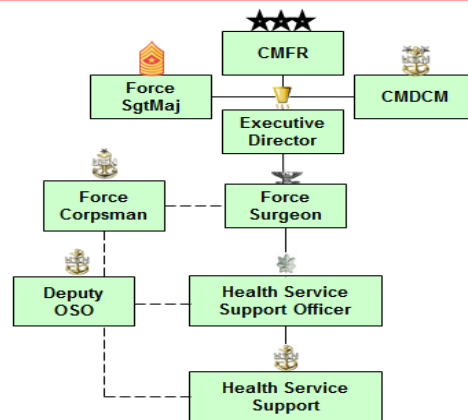 CMFR
Force
SgtMaj
CMDCM
Executive
Director
Force
Corpsman
Force
Surgeon
Deputy
OSO
Health Service
Support Officer
Health Service
Support